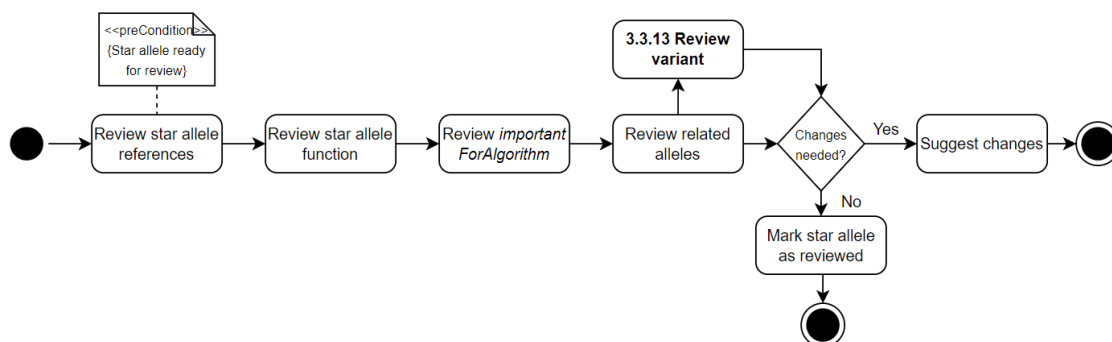 <<preCondition>>
{Star allele ready
for review}
Review star allele
references
Review star allele
function
Review important
ForAlgorithm
Review related
alleles
3.3.13 Review
variant
Changes
needed?
Yes
Suggest changes
No
Mark star allele
as reviewed